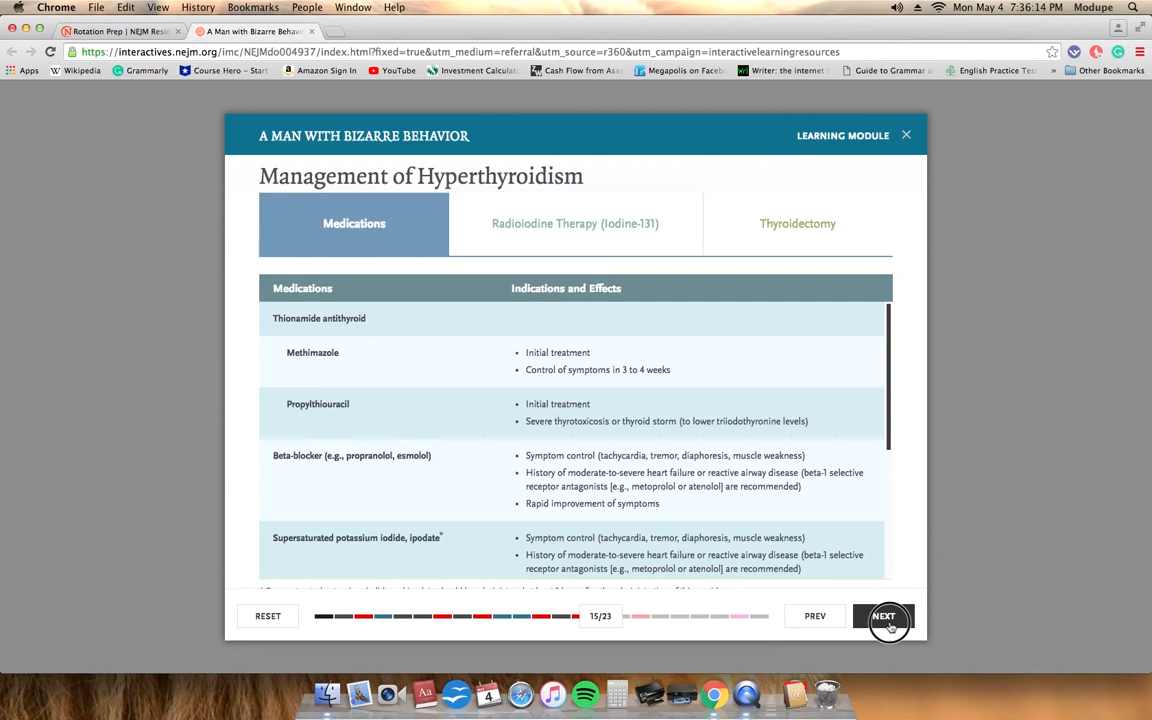 Chrome File Edit View History Bookmarks People Window Help Mon May 4 7:36:14 PM Modupe
Rotation Prep | NEJM Resi A Man with Bizarre Behavio
https://interactives.nejm.org/imc/NEJMdo004937/index.html?fixed=true&utm_medium=referral&utm_source=r360&utm_campaign=interactivelearningresources
Apps Wikipedia Grammarly Course Hero - Start Amazon Sign In YouTube Investment Calculat Cash Flow from Ass Megapolis on Faceb Writer: the internet t Guide to Grammar a English Practice Test » Other Bookmarks
A MAN WITH BIZARRE BEHAVIOR LEARNING MODULE
Management of Hyperthyroidism
Medications Radioiodine Therapy (Iodine-131) Thyroidectomy
Medications Indications and Effects
Thionamide antithyroid
Methimazole • Initial treatment
• Control of symptoms in 3 to 4 weeks
Propylthiouracil • Initial treatment
• Severe thyrotoxicosis or thyroid storm (to lower triiodothyronine levels)
Beta-blocker (e.g., propranolol, esmolol) • Symptom control (tachycardia, tremor, diaphoresis, muscle weakness)
• History of moderate-to-severe heart failure or reactive airway disease (beta-1 selective
receptor antagonists [e.g., metoprolol or atenolol] are recommended)
• Rapid improvement of symptoms
Supersaturated potassium iodide, ipodate* • Symptom control (tachycardia, tremor, diaphoresis, muscle weakness)
• History of moderate-to-severe heart failure or reactive airway disease (beta-1 selective
receptor antagonists [e.g., metoprolol or atenolol] are recommended)
RESET 15/23 PREV NEXT
4
Aa